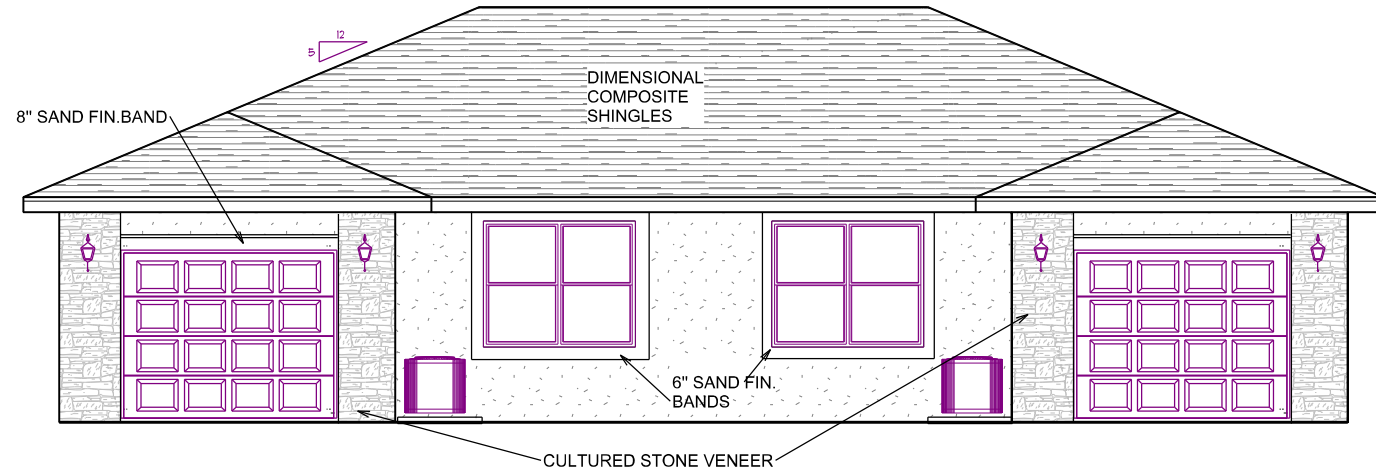 12
5
DIMENSIONAL
COMPOSITE
SHINGLES
8" SAND FIN.BAND
6" SAND FIN.
BANDS
CULTURED STONE VENEER